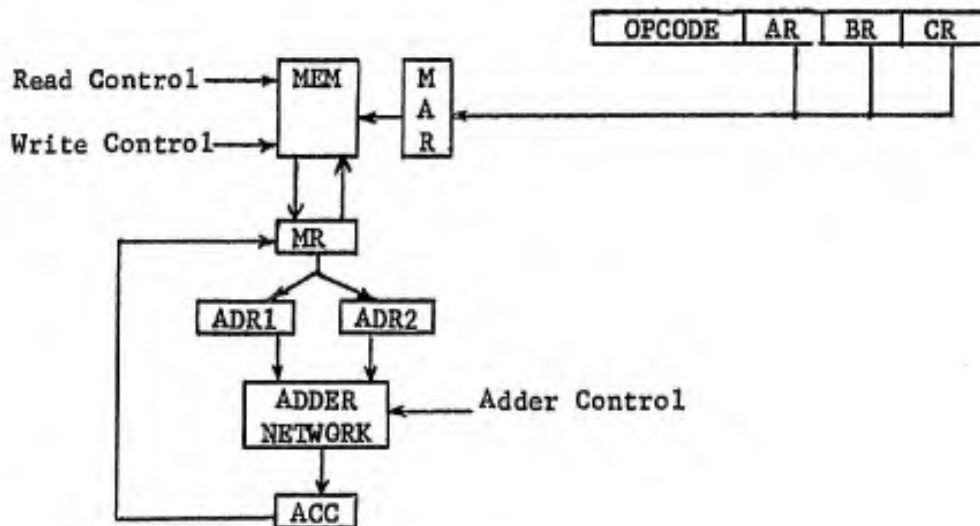 OPCODE AR BR CR
Read Control
MEM
M
A
R
Write Control
MR
ADR1 ADR2
ADDER
NETWORK
Adder Control
ACC